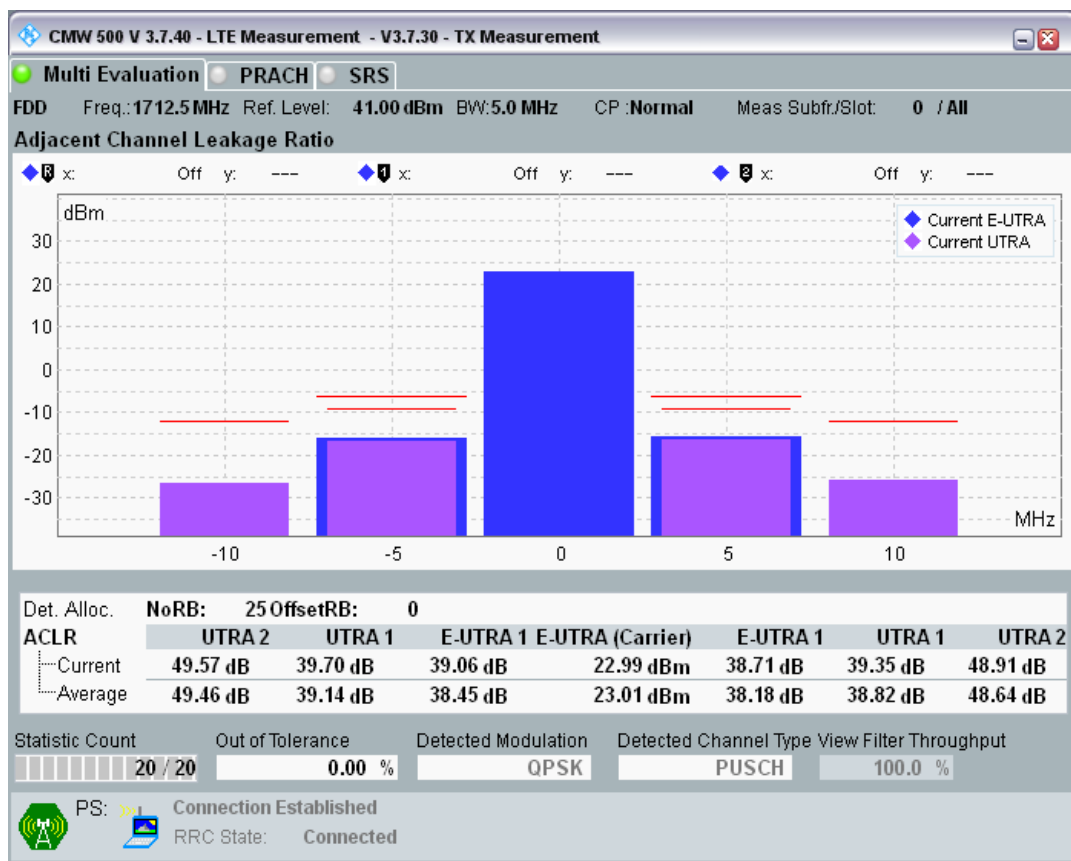 CMW 500 V 3.7.40 - LTE Measurement - V3.7.30 - TX Measurement
Multi Evaluation PRACH SRS
FDD Freq.: 1712.5 MHz Ref. Level: 41.00 dBm BW: 5.0 MHz CP : Normal Meas Subfr./Slot: 0 / All
Adjacent Channel Leakage Ratio
R x: Off y: --- 1 x: Off y: --- 2 x: Off y: ---
dBm
Current E-UTRA
Current UTRA
30
20
10
0
-10
-20
-30
MHz
-10 -5 0 5 10
Det. Alloc. NoRB: 25 OffsetRB: 0
ACLR UTRA 2 UTRA 1 E-UTRA 1 E-UTRA (Carrier) E-UTRA 1 UTRA 1 UTRA 2
Current 49.57 dB 39.70 dB 39.06 dB 22.99 dBm 38.71 dB 39.35 dB 48.91 dB
Average 49.46 dB 39.14 dB 38.45 dB 23.01 dBm 38.18 dB 38.82 dB 48.64 dB
Statistic Count Out of Tolerance Detected Modulation Detected Channel Type View Filter Throughput
20 / 20 0.00 % QPSK PUSCH 100.0 %
PS: Connection Established
RRC State: Connected